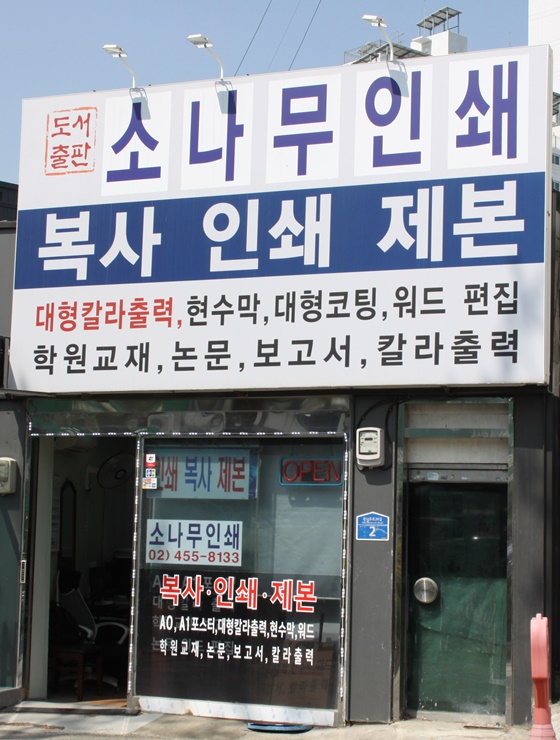 도서
출판
소나무인쇄
복사 인쇄 제본
대형칼라출력, 현수막, 대형코팅, 워드 편집
학원교재, 논문, 보고서, 칼라출력
인쇄 복사 제본
OPEN
소나무인쇄
02) 455-8133
복사·인쇄·제본
A0, A1포스터, 대형칼라출력, 현수막, 워드
학원교재, 논문, 보고서, 칼라출력
2